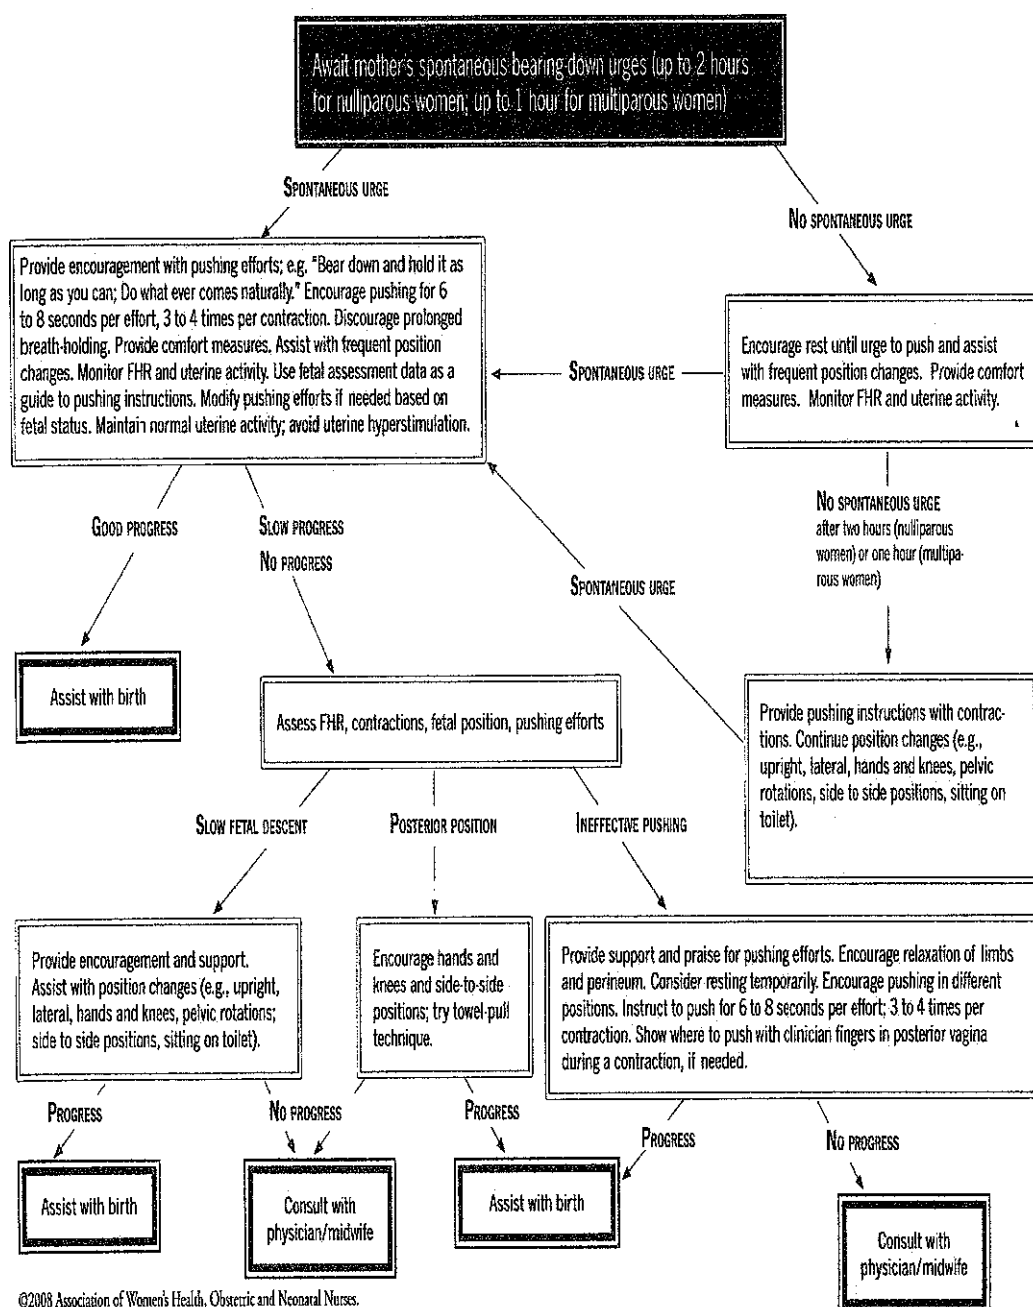 Await mother's spontaneous bearing-down urges (up to 2 hours
for nulliparous women; up to 1 hour for multiparous women)
SPONTANEOUS URGE
NO SPONTANEOUS URGE
Provide encouragement with pushing efforts; e.g. "Bear down and hold it as
long as you can; Do what ever comes naturally." Encourage pushing for 6
to 8 seconds per effort, 3 to 4 times per contraction. Discourage prolonged
breath-holding. Provide comfort measures. Assist with frequent position
changes. Monitor FHR and uterine activity. Use fetal assessment data as a
guide to pushing instructions. Modify pushing efforts if needed based on
fetal status. Maintain normal uterine activity; avoid uterine hyperstimulation.
SPONTANEOUS URGE
Encourage rest until urge to push and assist
with frequent position changes. Provide comfort
measures. Monitor FHR and uterine activity.
GOOD PROGRESS
SLOW PROGRESS
NO PROGRESS
SPONTANEOUS URGE
NO SPONTANEOUS URGE
after two hours (nulliparous
women) or one hour (multipa-
rous women)
Assist with birth
Assess FHR, contractions, fetal position, pushing efforts
Provide pushing instructions with contrac-
tions. Continue position changes (e.g.,
upright, lateral, hands and knees, pelvic
rotations, side to side positions, sitting on
toilet).
SLOW FETAL DESCENT
POSTERIOR POSITION
INEFFECTIVE PUSHING
Provide encouragement and support.
Assist with position changes (e.g., upright,
lateral, hands and knees, pelvic rotations;
side to side positions, sitting on toilet).
Encourage hands and
knees and side-to-side
positions; try towel-pull
technique.
Provide support and praise for pushing efforts. Encourage relaxation of limbs
and perineum. Consider resting temporarily. Encourage pushing in different
positions. Instruct to push for 6 to 8 seconds per effort; 3 to 4 times per
contraction. Show where to push with clinician fingers in posterior vagina
during a contraction, if needed.
PROGRESS
NO PROGRESS
PROGRESS
PROGRESS
NO PROGRESS
Assist with birth
Consult with
physician/midwife
Assist with birth
Consult with
physician/midwife
©2008 Association of Women's Health, Obstetric and Neonatal Nurses.